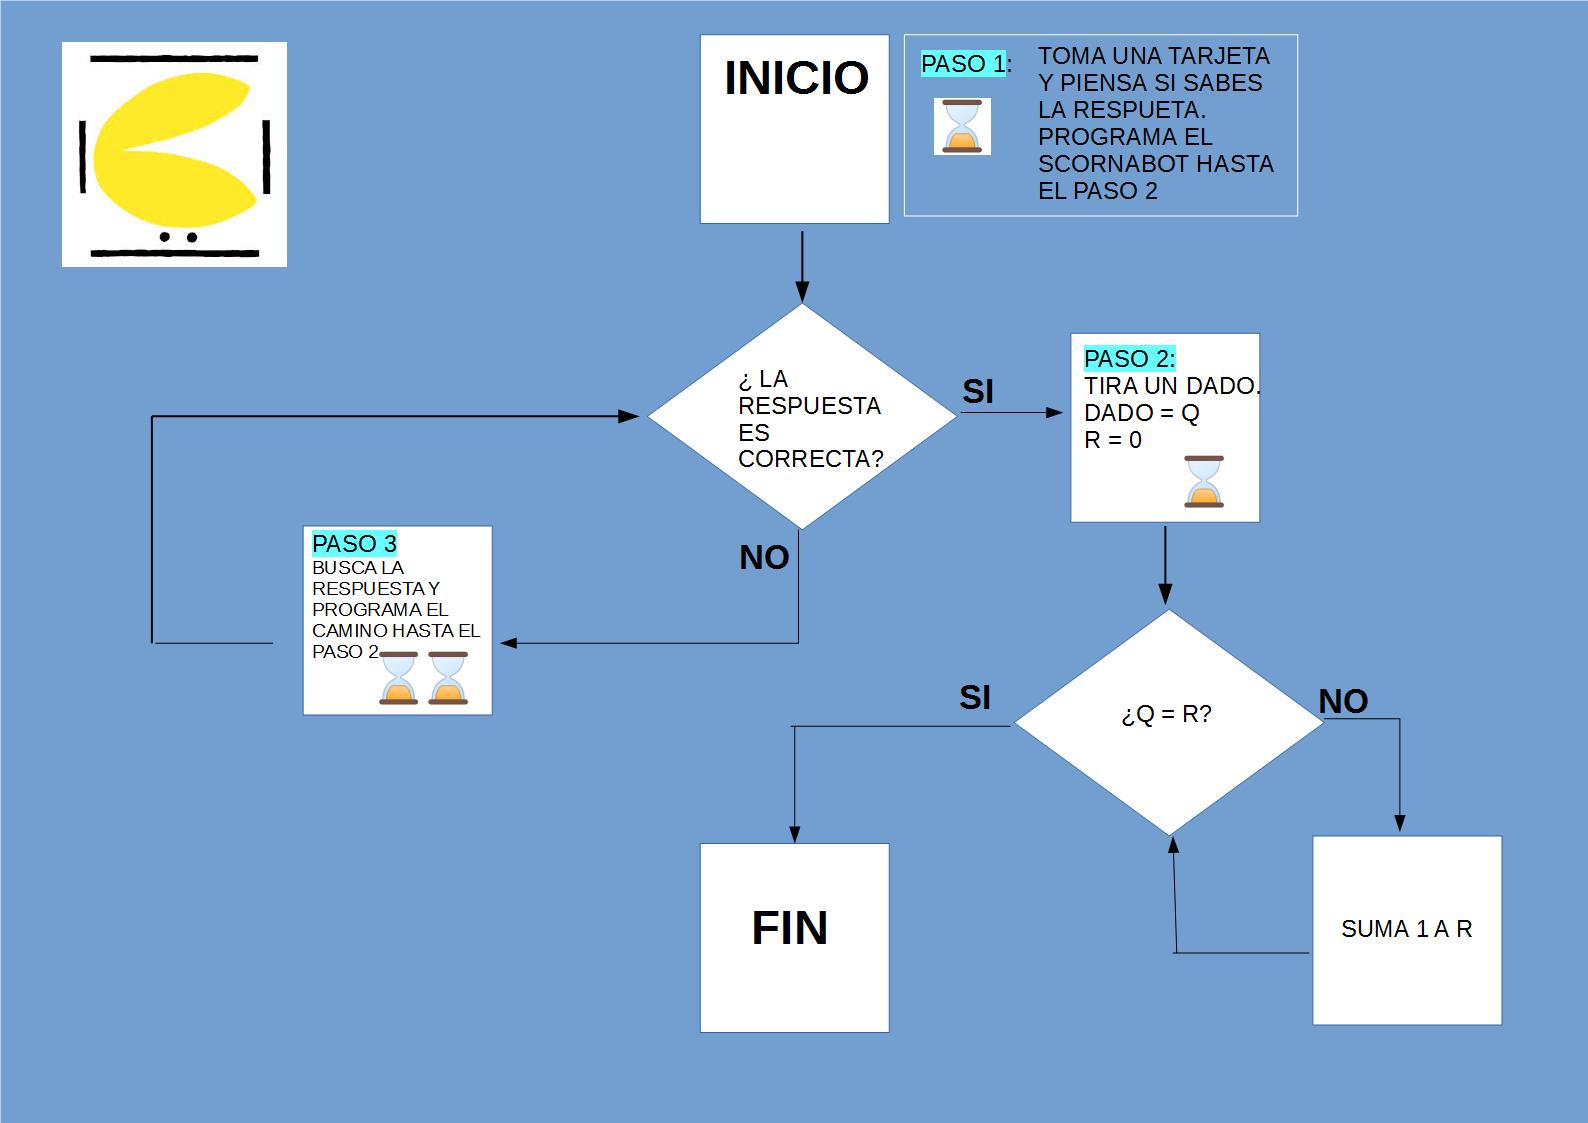 INICIO
PASO 1:
TOMA UNA TARJETA
Y PIENSA SI SABES
LA RESPUETA.
PROGRAMA EL
SCORNABOT HASTA
EL PASO 2
¿ LA
RESPUESTA
ES
CORRECTA?
SI
PASO 2:
TIRA UN DADO.
DADO = Q
R = 0
NO
PASO 3
BUSCA LA
RESPUESTA Y
PROGRAMA EL
CAMINO HASTA EL
PASO 2
SI
¿Q = R?
NO
FIN
SUMA 1 A R